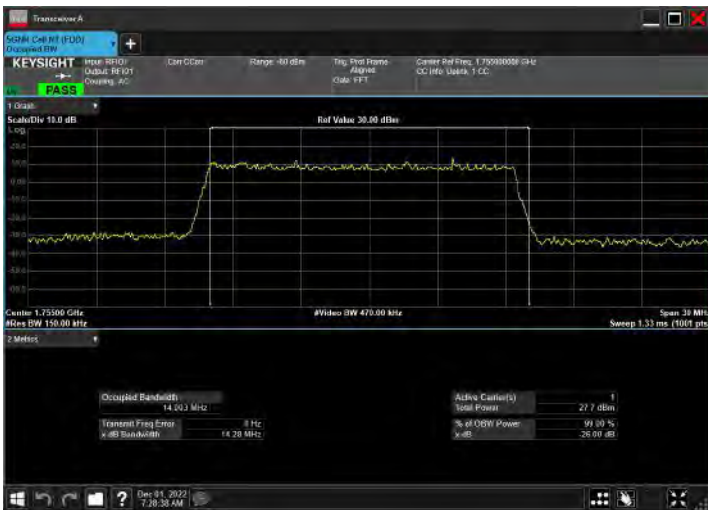 Transceiver A
5GNR Cell NT (FDD)
Occupied BW
KEYSIGHT
PASS
Input: RFIO1
Output: RFIO1
Coupling: AC
Corr CCorr
Range: -60 dBm
Trig: Prot Frame
Aligned
Gate: FFT
Center Ref Freq: 1.755000000 GHz
CC Info: Uplink, 1 CC
1 Graph
Scale/Div 10.0 dB
Ref Value 30.00 dBm
Log
Center 1.75500 GHz
#Video BW 470.00 kHz
Span 30 MHz
#Res BW 150.00 kHz
Sweep 1.33 ms (1001 pts
2 Metrics
Occupied Bandwidth
14.003 MHz
Transmit Freq Error
0 Hz
x dB Bandwidth
14.28 MHz
Active Carrier(s)
1
Total Power
27.7 dBm
% of OBW Power
99.00 %
x dB
-26.00 dB
Dec 01, 2022
7:28:38 AM